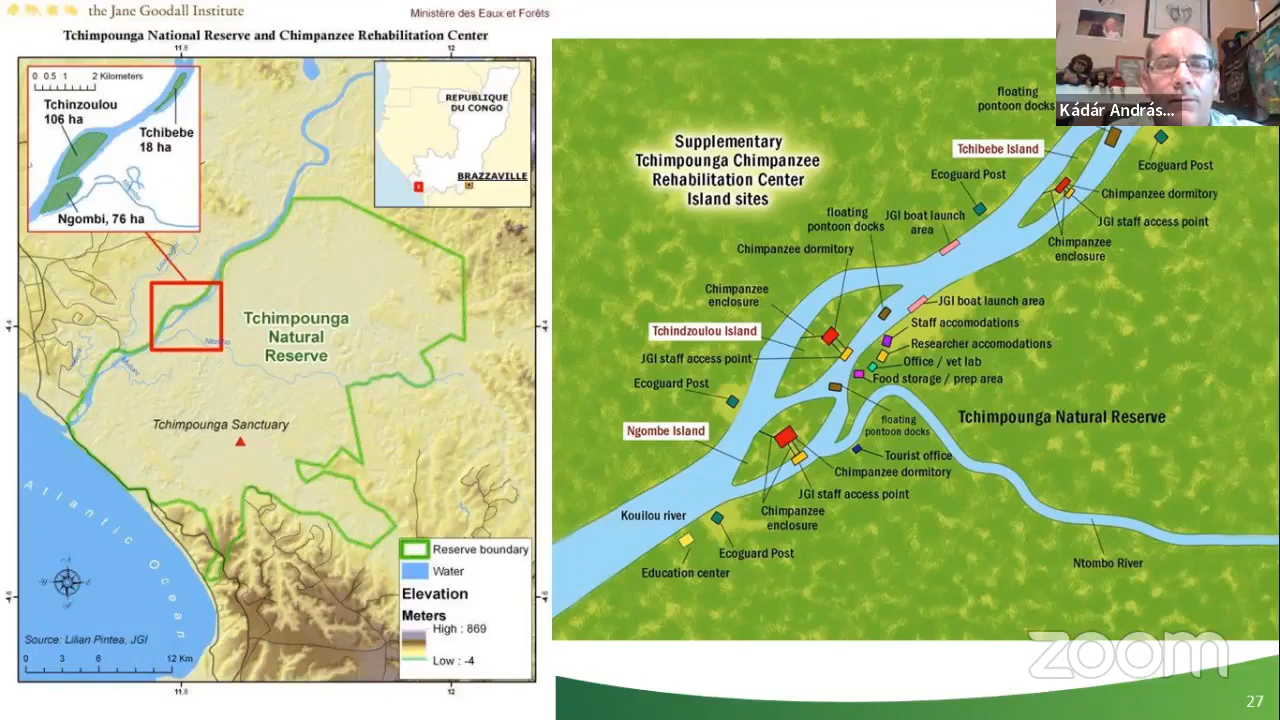 the Jane Goodall Institute
Ministère des Eaux et Forêts
Tchimpounga National Reserve and Chimpanzee Rehabilitation Center
11.8
12
0 0.5 1 2 Kilometers
Tchinzoulou
106 ha
Tchibebe
18 ha
Ngombi, 76 ha
REPUBLIQUE
DU CONGO
BRAZZAVILLE
Tchimpounga
Natural
Reserve
Tchimpounga Sanctuary
Atlantic Ocean
Reserve boundary
Water
Elevation
Meters
High : 869
Low : -4
Source: Lilian Pintea, JGI
0 3 6 12 Km
11.8
12
Supplementary
Tchimpounga Chimpanzee
Rehabilitation Center
Island sites
floating
pontoon docks
Kádár András...
Tchibebe Island
Ecoguard Post
Ecoguard Post
Chimpanzee dormitory
JGI staff access point
Chimpanzee
enclosure
floating
pontoon docks
JGI boat launch
area
Chimpanzee dormitory
Chimpanzee
enclosure
JGI boat launch area
Tchindzoulou Island
Staff accomodations
Researcher accomodations
JGI staff access point
Office / vet lab
Food storage / prep area
Ecoguard Post
floating
pontoon docks
Tchimpounga Natural Reserve
Ngombe Island
Tourist office
Chimpanzee dormitory
JGI staff access point
Chimpanzee
enclosure
Kouilou river
Ecoguard Post
Education center
Ntombo River
zoom
27